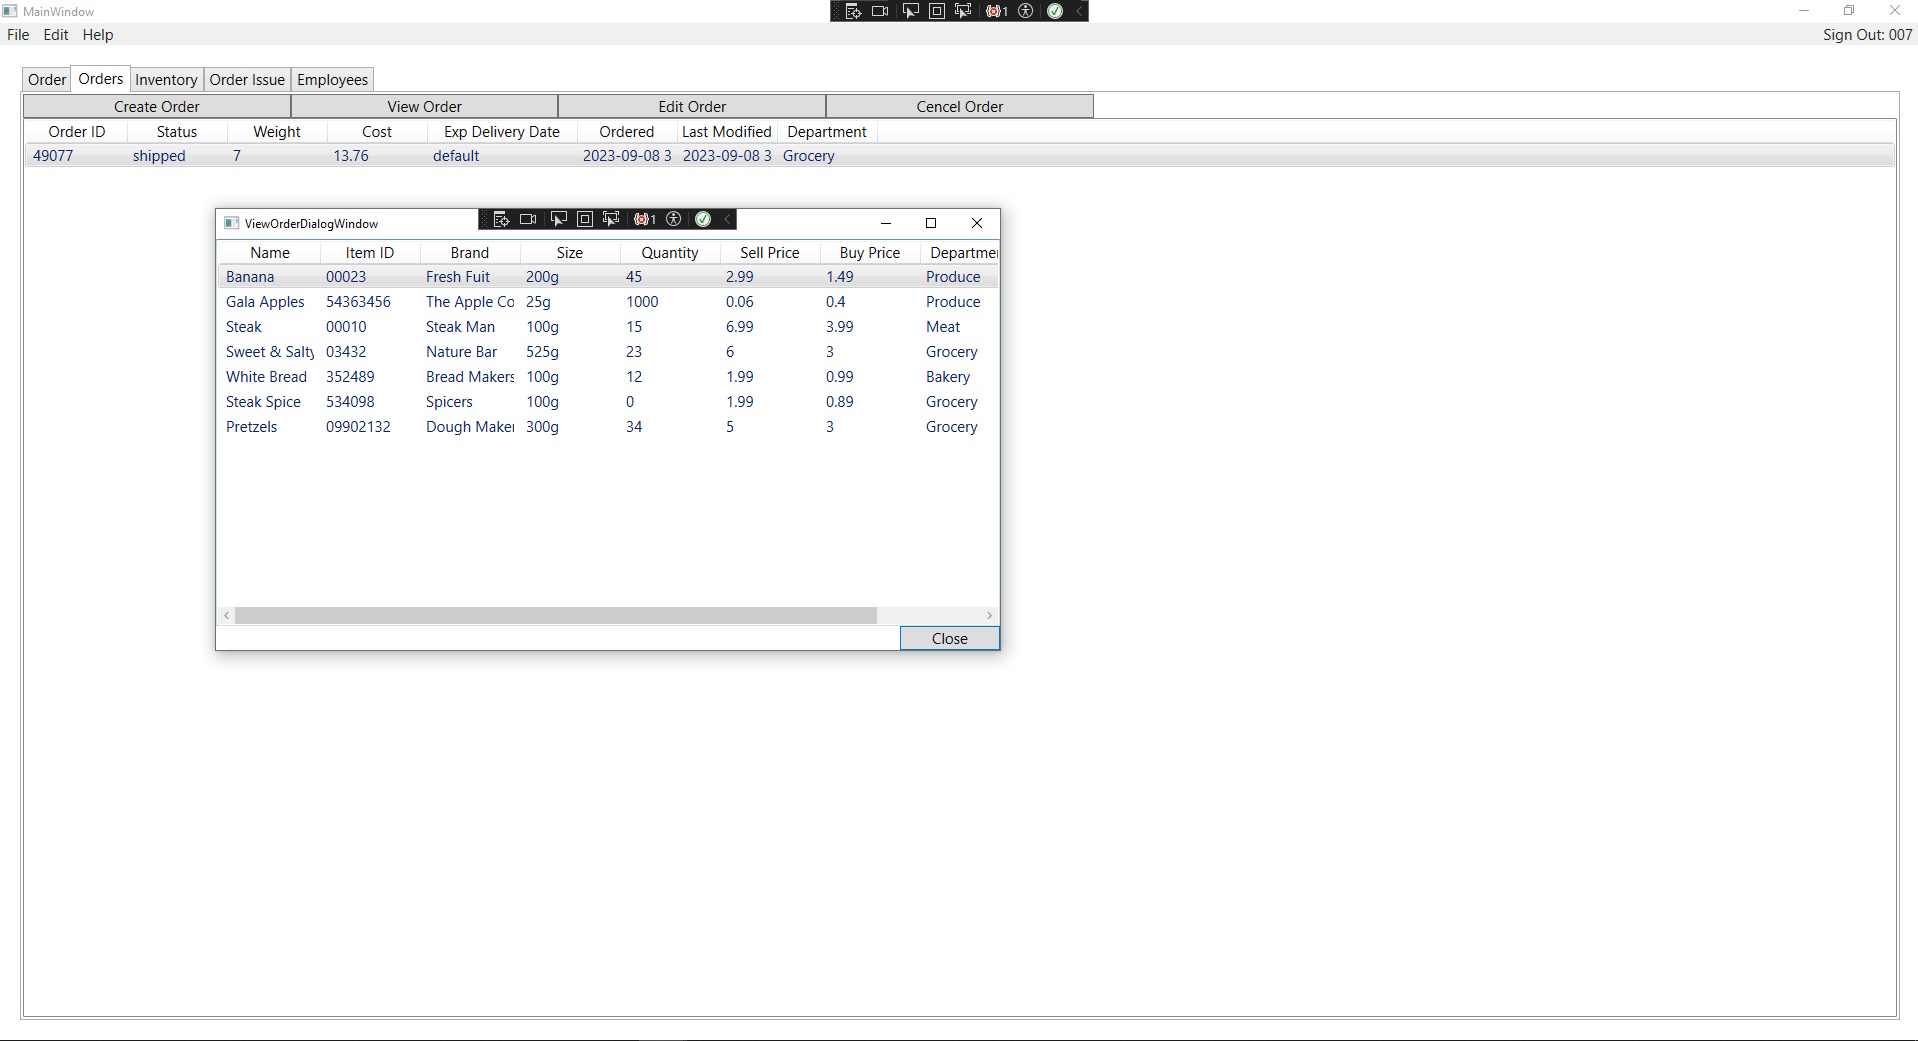 MainWindow
1
File Edit Help Sign Out: 007
Order Orders Inventory Order Issue Employees
Create Order View Order Edit Order Cencel Order
Order ID Status Weight Cost Exp Delivery Date Ordered Last Modified Department
49077 shipped 7 13.76 default 2023-09-08 3 2023-09-08 3 Grocery
ViewOrderDialogWindow 1
Name Item ID Brand Size Quantity Sell Price Buy Price Departme
Banana 00023 Fresh Fuit 200g 45 2.99 1.49 Produce
Gala Apples 54363456 The Apple Co 25g 1000 0.06 0.4 Produce
Steak 00010 Steak Man 100g 15 6.99 3.99 Meat
Sweet & Salty 03432 Nature Bar 525g 23 6 3 Grocery
White Bread 352489 Bread Makers 100g 12 1.99 0.99 Bakery
Steak Spice 534098 Spicers 100g 0 1.99 0.89 Grocery
Pretzels 09902132 Dough Make 300g 34 5 3 Grocery
Close